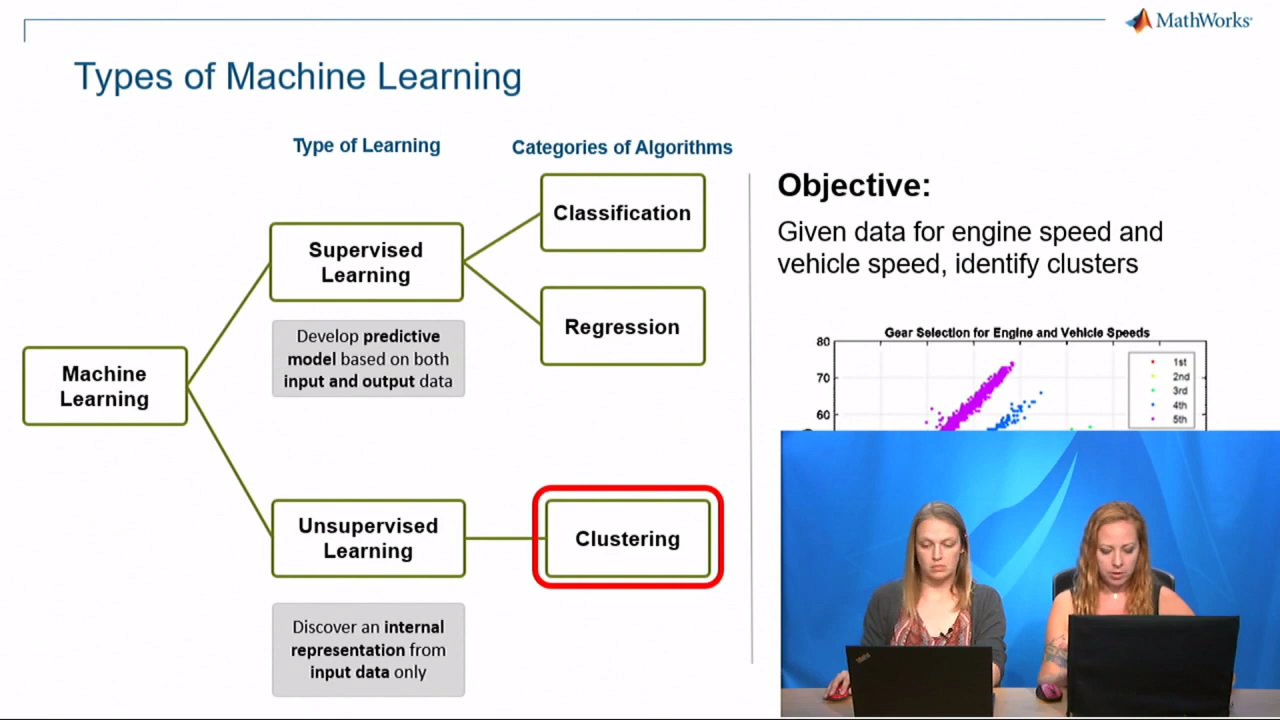 MathWorks
Types of Machine Learning
Type of Learning
Categories of Algorithms
Machine
Learning
Supervised
Learning
Develop predictive
model based on both
input and output data
Classification
Regression
Unsupervised
Learning
Discover an internal
representation from
input data only
Clustering
Objective:
Given data for engine speed and
vehicle speed, identify clusters
Gear Selection for Engine and Vehicle Speeds
80
70
60
1st
2nd
3rd
4th
5th
ThinkPad